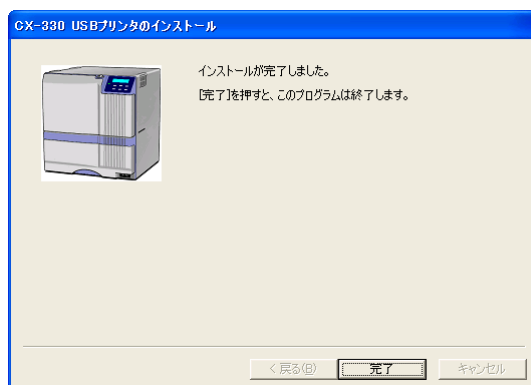 CX-330 USBプリンタのインストール
インストールが完了しました。
[完了]を押すと、このプログラムは終了します。
< 戻る(B)
完了
キャンセル